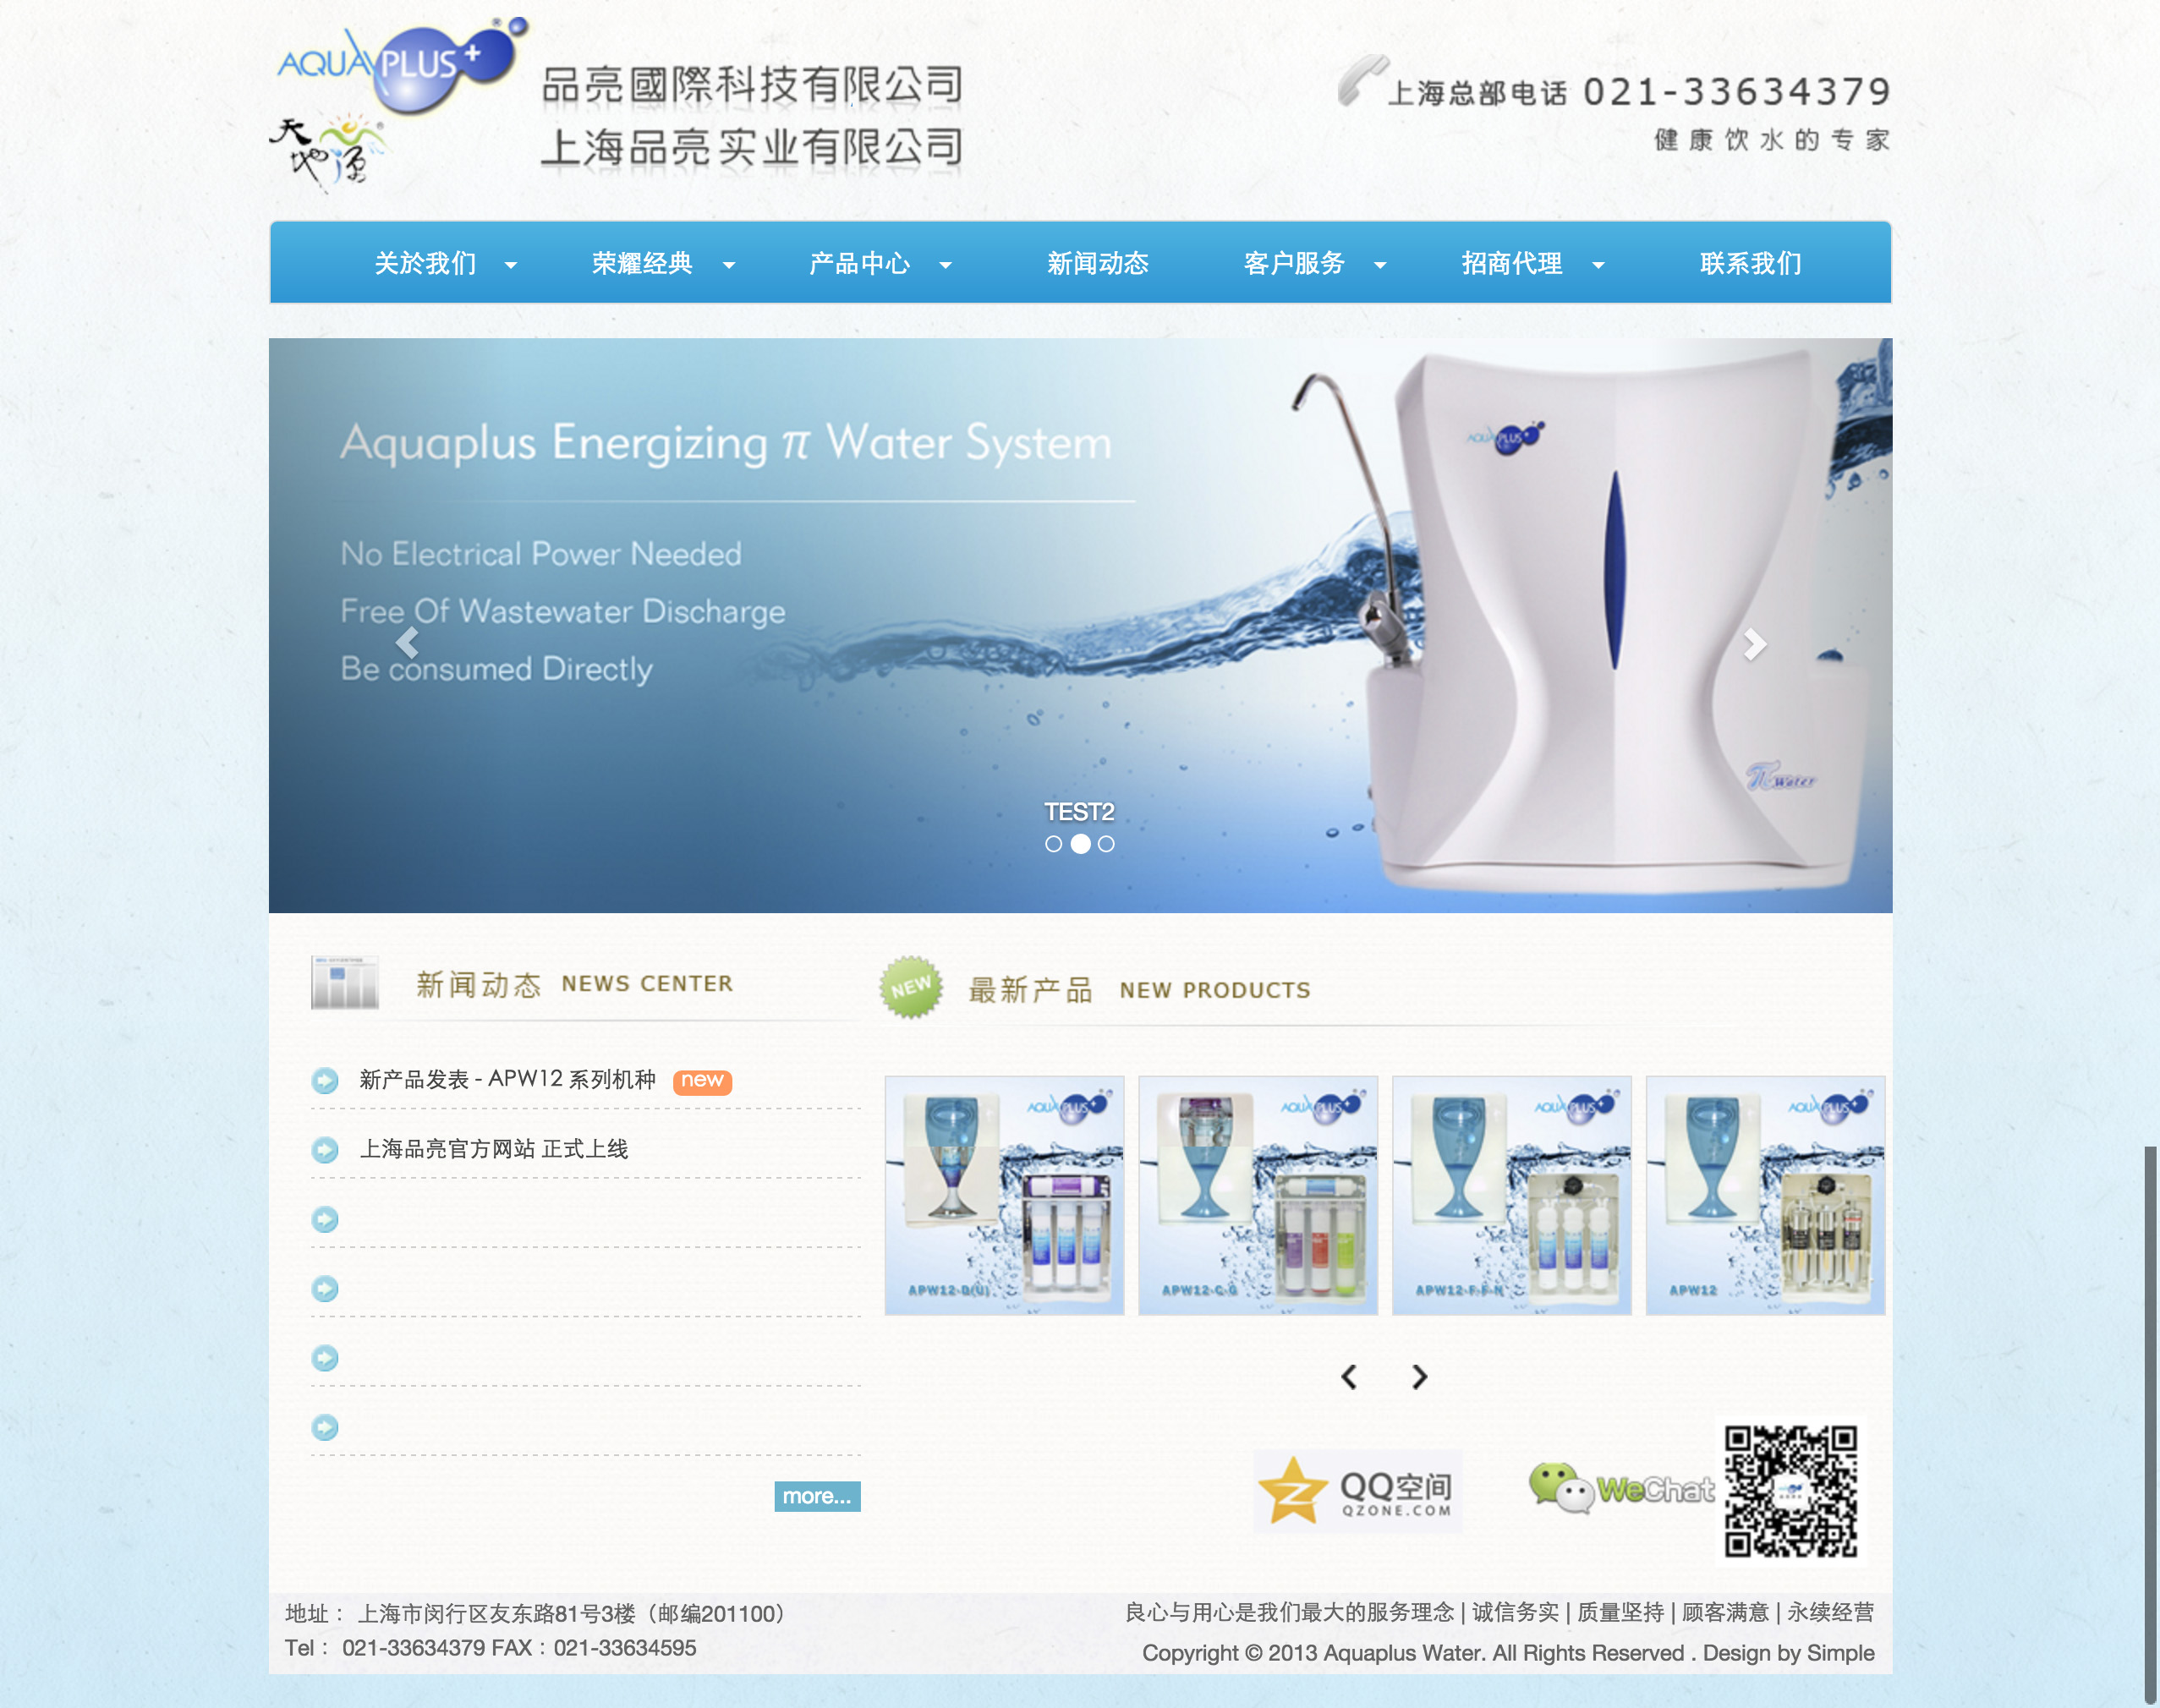 AQUAPLUS+ ®
天地源 ®
品亮國際科技有限公司
上海品亮实业有限公司
上海总部电话 021-33634379
健康饮水的专家
关於我们 荣耀经典 产品中心 新闻动态 客户服务 招商代理 联系我们
Aquaplus Energizing π Water System
No Electrical Power Needed
Free Of Wastewater Discharge
Be consumed Directly
AQUAPLUS+
π Water
TEST2
新闻动态 NEWS CENTER
NEW 最新产品 NEW PRODUCTS
新产品发表 - APW12 系列机种 new
上海品亮官方网站 正式上线
more...
AQUAPLUS+ AQUAPLUS+ AQUAPLUS+ AQUAPLUS+
APW12-D(U) APW12-C-G APW12-F-F-N APW12
QQ空间
QZONE.COM
WeChat
地址： 上海市闵行区友东路81号3楼（邮编201100）
Tel： 021-33634379 FAX：021-33634595
良心与用心是我们最大的服务理念 | 诚信务实 | 质量坚持 | 顾客满意 | 永续经营
Copyright © 2013 Aquaplus Water. All Rights Reserved . Design by Simple